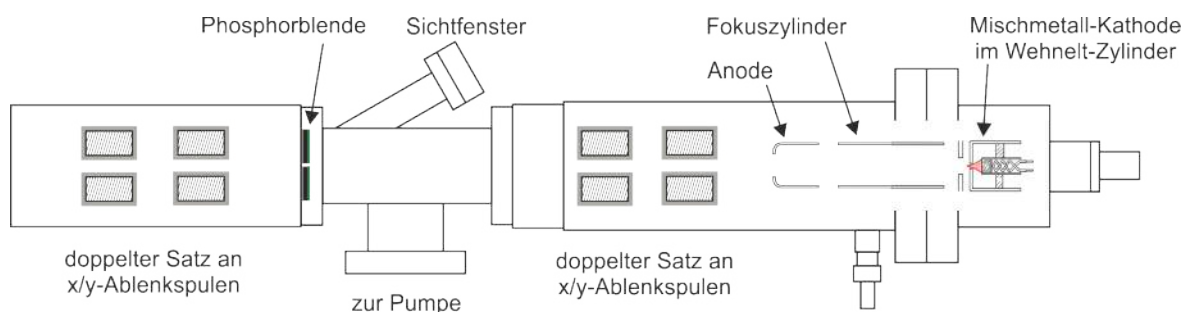 Phosphorblende
Sichtfenster
Fokuszylinder
Mischmetall-Kathode
im Wehnelt-Zylinder
Anode
doppelter Satz an
x/y-Ablenkspulen
zur Pumpe
doppelter Satz an
x/y-Ablenkspulen